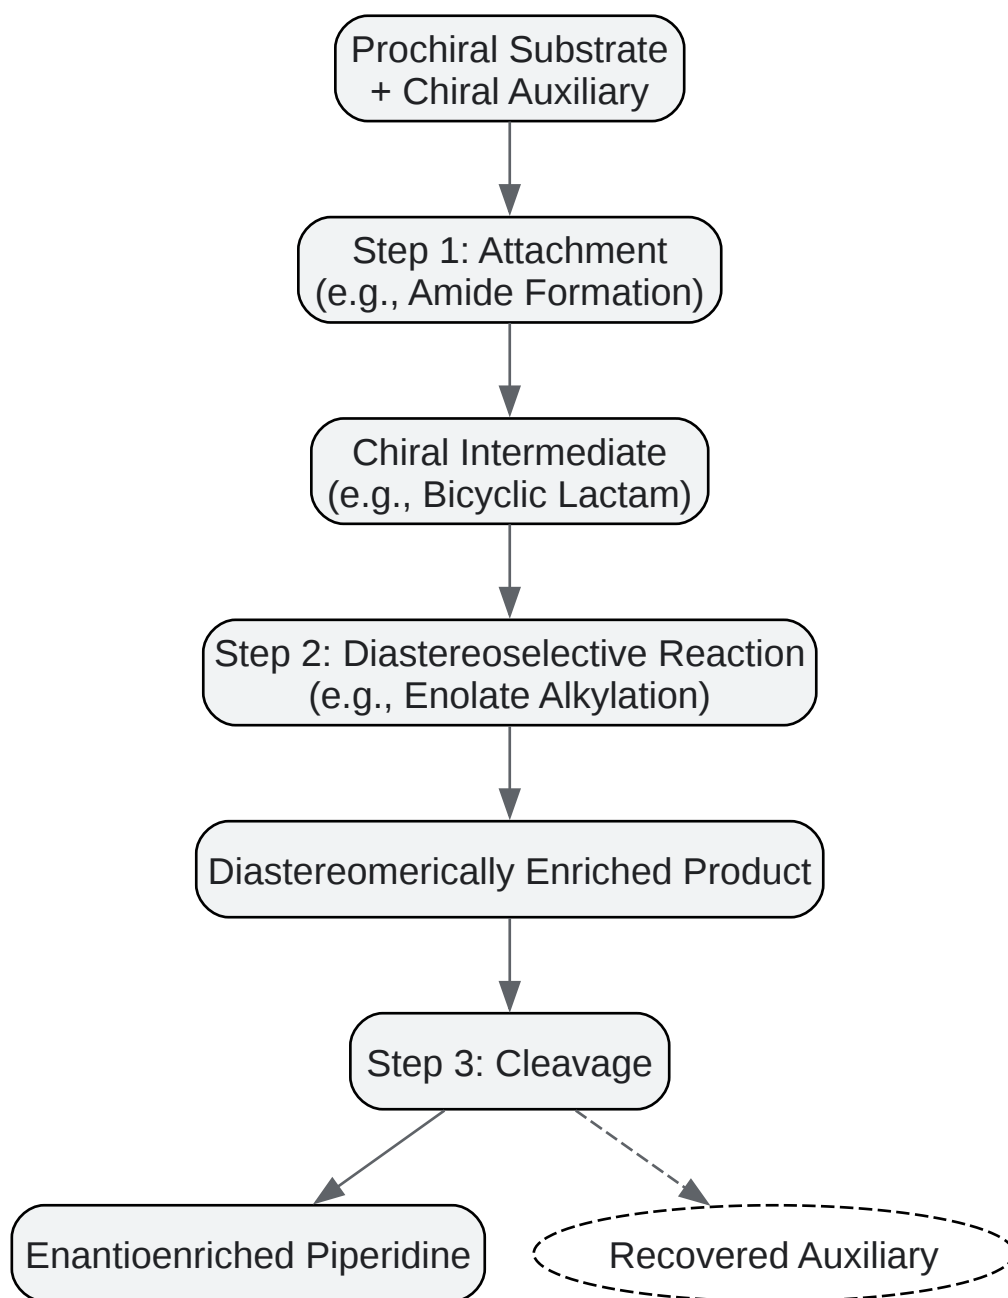 Prochiral Substrate
+ Chiral Auxiliary
Step 1: Attachment
(e.g., Amide Formation)
Chiral Intermediate
(e.g., Bicyclic Lactam)
Step 2: Diastereoselective Reaction
(e.g., Enolate Alkylation)
Diastereomerically Enriched Product
Step 3: Cleavage
Enantioenriched Piperidine
Recovered Auxiliary